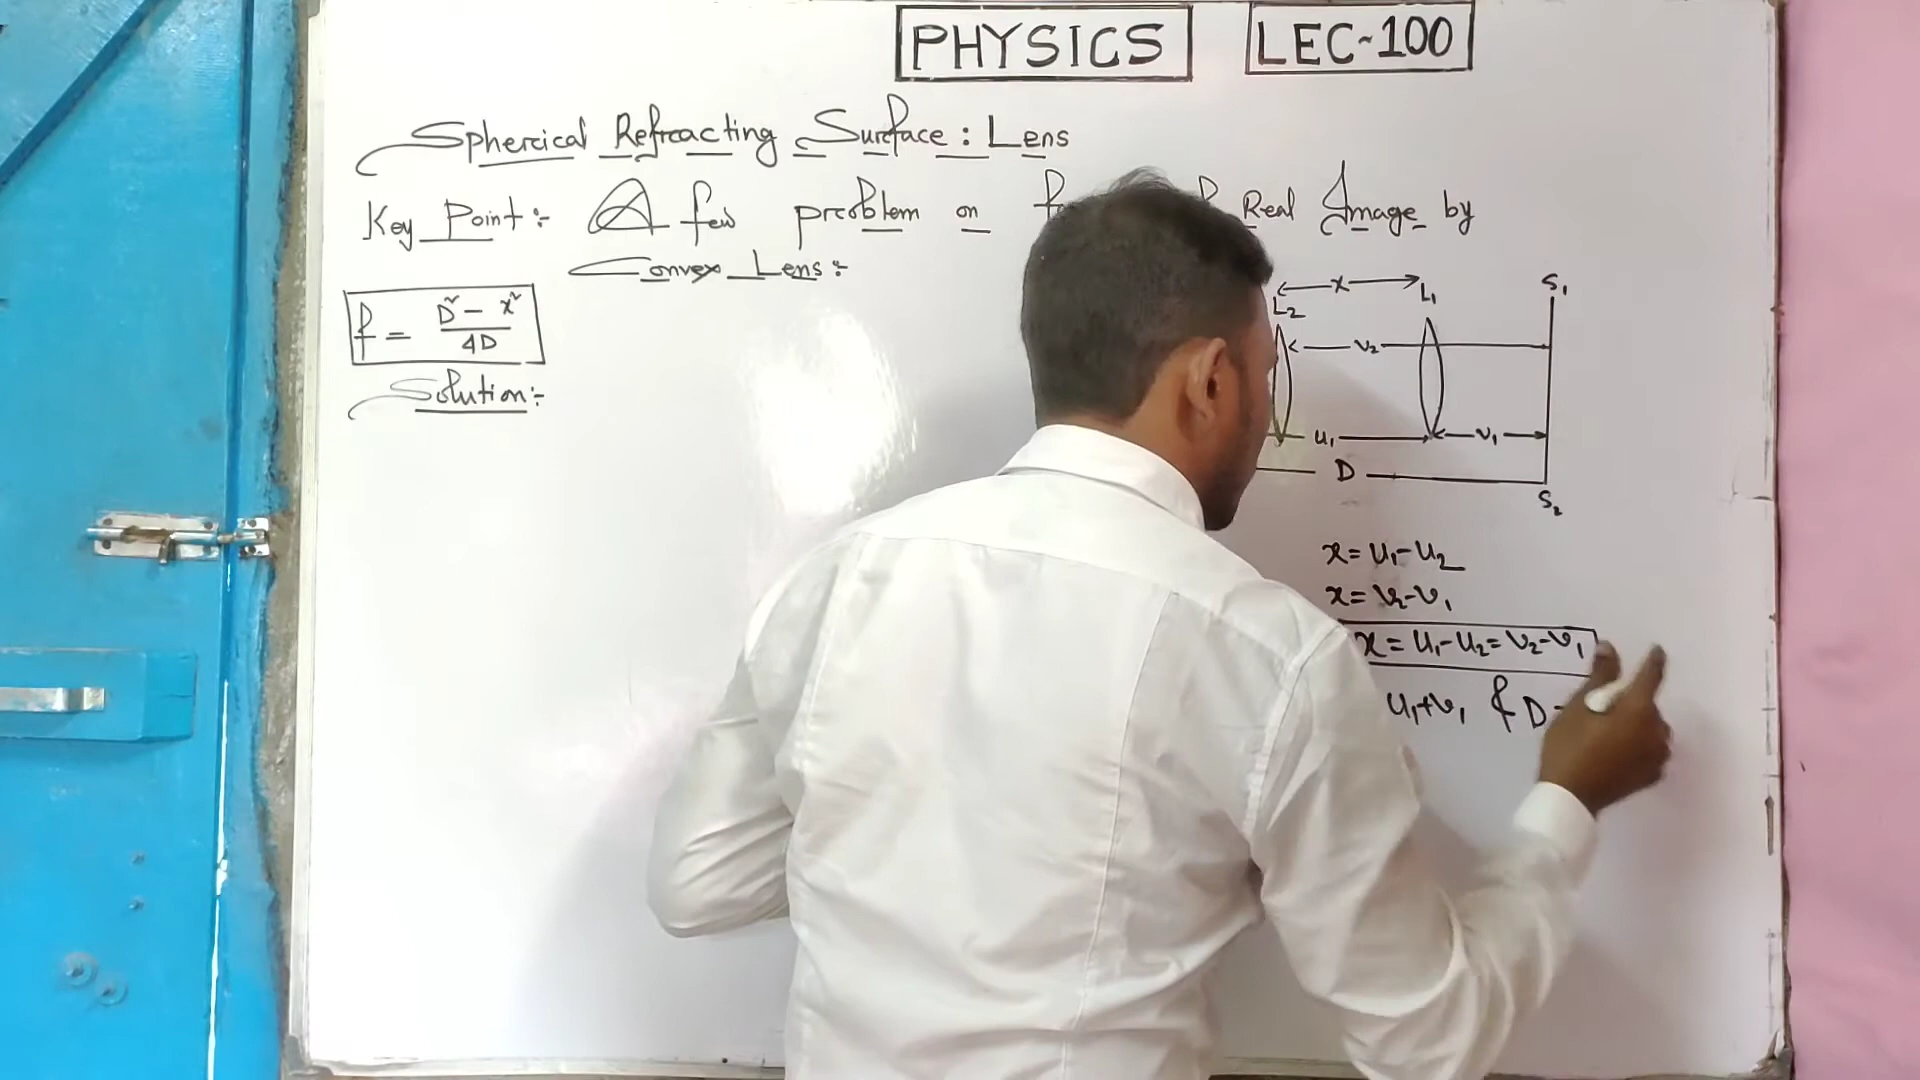 PHYSICS LEC-100
Sphercical Refracting Surface : Lens
Key Point :- A few problem on Real Image by
Convex Lens :-
f = D² - x² / 4D
Solution :-
x
L₂ L₁ S₁
v₂
u₁ v₁
D
S₂
x = u₁ - u₂
x = v₂ - v₁
x = u₁ - u₂ = v₂ - v₁
u₁ + v₁ & D =